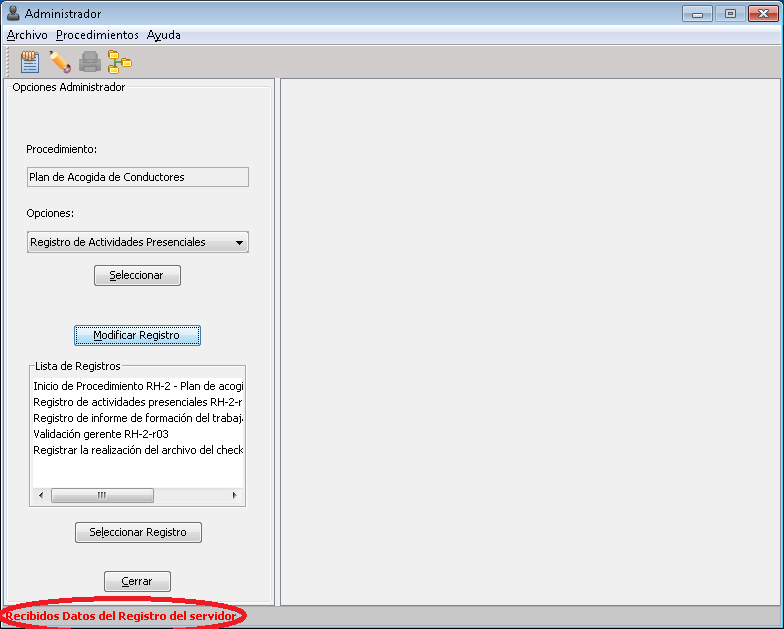 Administrador
Archivo Procedimientos Ayuda
Opciones Administrador
Procedimiento:
Plan de Acogida de Conductores
Opciones:
Registro de Actividades Presenciales
Seleccionar
Modificar Registro
Lista de Registros
Inicio de Procedimiento RH-2 - Plan de acogi
Registro de actividades presenciales RH-2-r
Registro de informe de formación del trabaja
Validación gerente RH-2-r03
Registrar la realización del archivo del check
Seleccionar Registro
Cerrar
Recibidos Datos del Registro del servidor